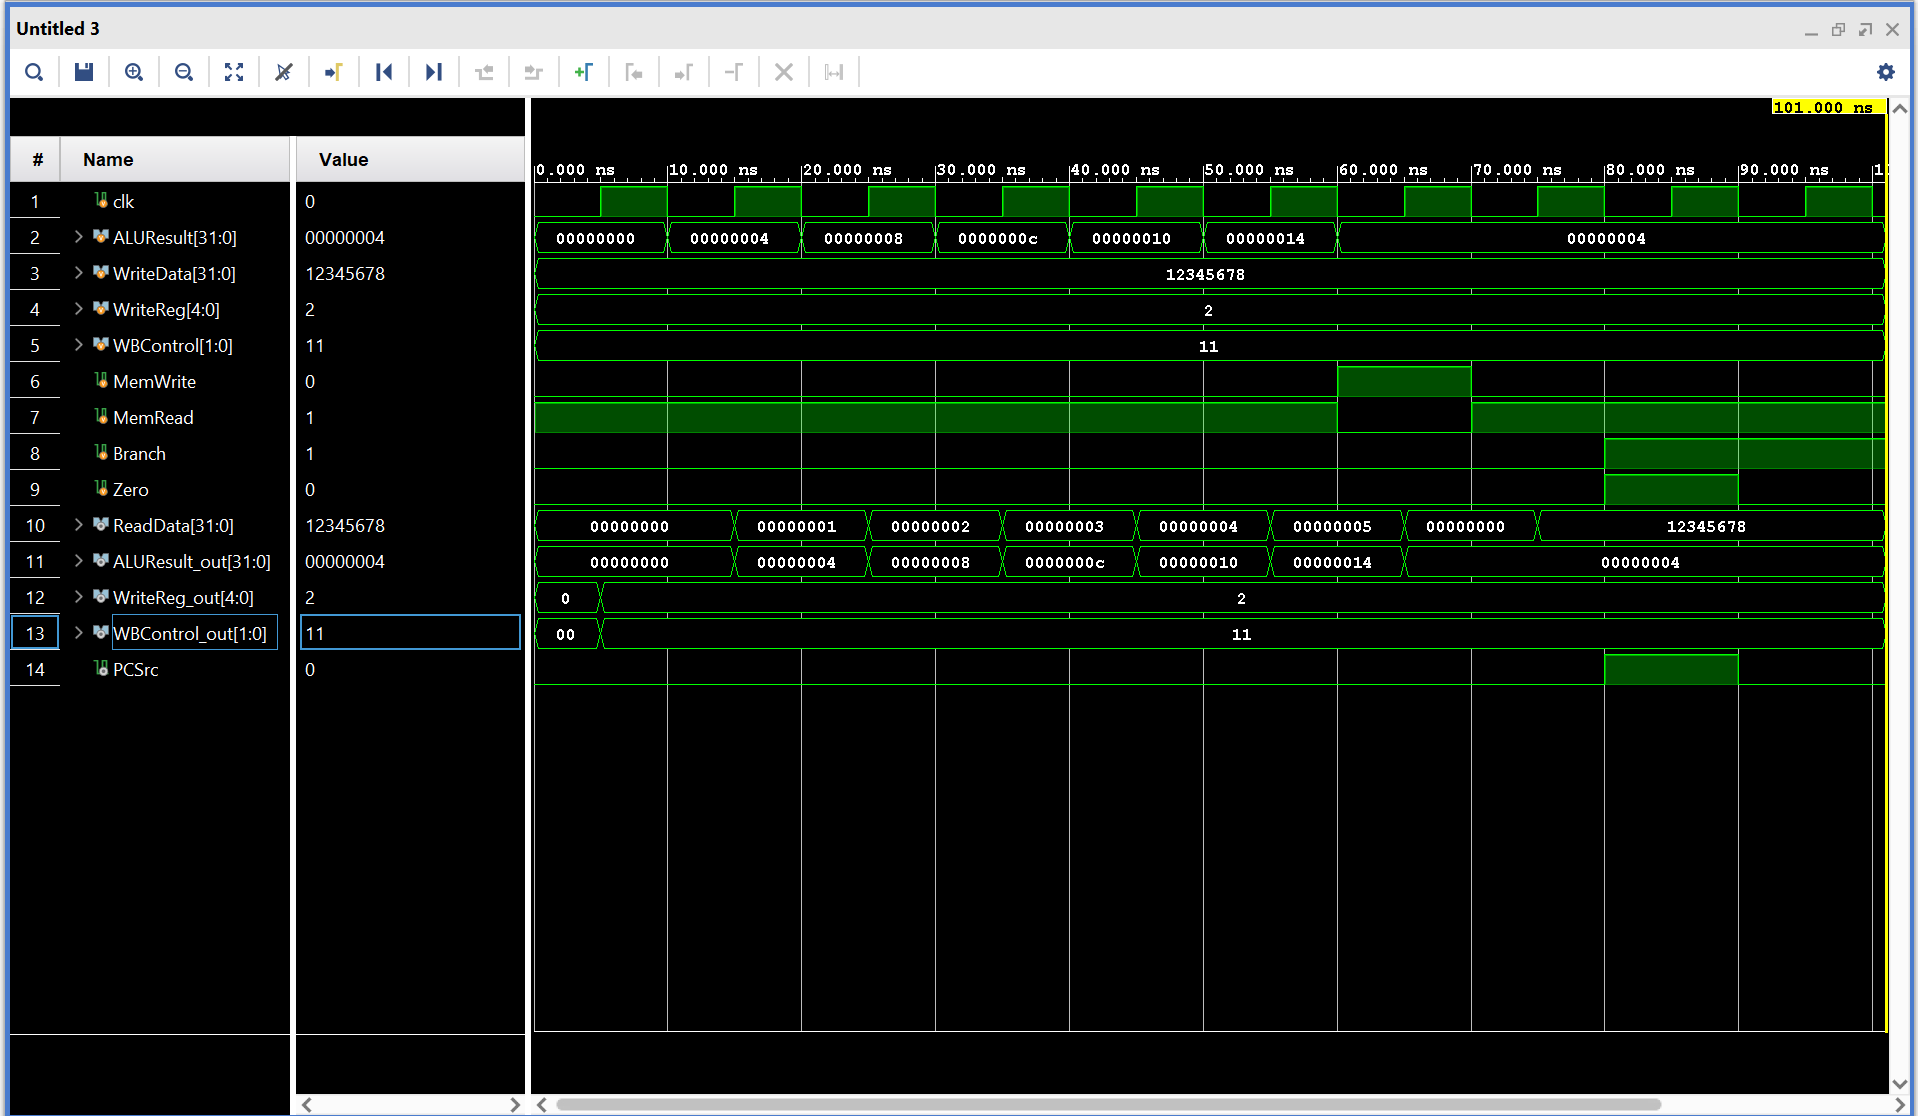 Untitled 3
101.000 ns
# Name Value
0.000 ns 10.000 ns 20.000 ns 30.000 ns 40.000 ns 50.000 ns 60.000 ns 70.000 ns 80.000 ns 90.000 ns
1 clk 0
2 ALUResult[31:0] 00000004 00000000 00000004 00000008 0000000c 00000010 00000014 00000004
3 WriteData[31:0] 12345678 12345678
4 WriteReg[4:0] 2 2
5 WBControl[1:0] 11 11
6 MemWrite 0
7 MemRead 1
8 Branch 1
9 Zero 0
10 ReadData[31:0] 12345678 00000000 00000001 00000002 00000003 00000004 00000005 00000000 12345678
11 ALUResult_out[31:0] 00000004 00000000 00000004 00000008 0000000c 00000010 00000014 00000004
12 WriteReg_out[4:0] 2 0 2
13 WBControl_out[1:0] 11 00 11
14 PCSrc 0